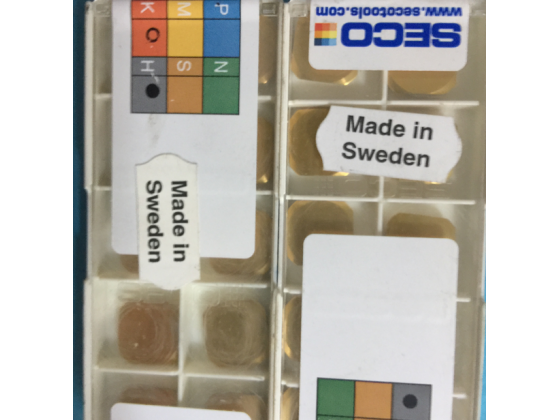 P
M
K
N
S
H
Made in
Sweden
SECO
www.secotools.com
Made in
Sweden